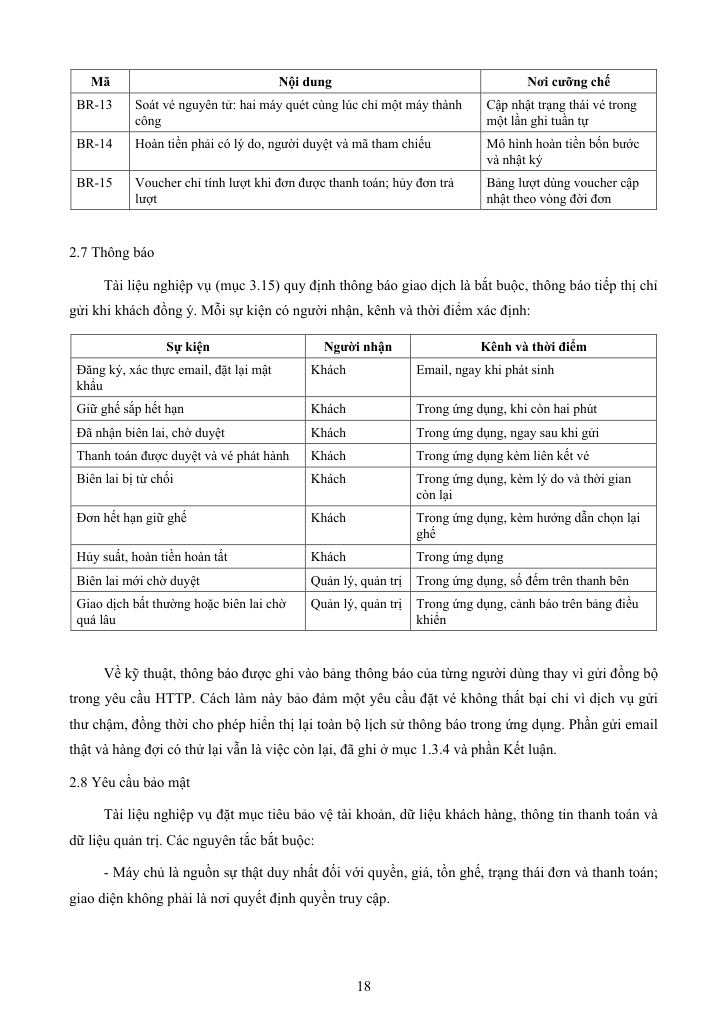 Mã Nội dung Nơi cưỡng chế
BR-13 Soát vé nguyên tử: hai máy quét cùng lúc chỉ một máy thành Cập nhật trạng thái vé trong
công một lần ghi tuần tự
BR-14 Hoàn tiền phải có lý do, người duyệt và mã tham chiếu Mô hình hoàn tiền bốn bước
và nhật ký
BR-15 Voucher chỉ tính lượt khi đơn được thanh toán; hủy đơn trả Bảng lượt dùng voucher cập
lượt nhật theo vòng đời đơn
2.7 Thông báo
Tài liệu nghiệp vụ (mục 3.15) quy định thông báo giao dịch là bắt buộc, thông báo tiếp thị chỉ
gửi khi khách đồng ý. Mỗi sự kiện có người nhận, kênh và thời điểm xác định:
Sự kiện Người nhận Kênh và thời điểm
Đăng ký, xác thực email, đặt lại mật Khách Email, ngay khi phát sinh
khẩu
Giữ ghế sắp hết hạn Khách Trong ứng dụng, khi còn hai phút
Đã nhận biên lai, chờ duyệt Khách Trong ứng dụng, ngay sau khi gửi
Thanh toán được duyệt và vé phát hành Khách Trong ứng dụng kèm liên kết vé
Biên lai bị từ chối Khách Trong ứng dụng, kèm lý do và thời gian
còn lại
Đơn hết hạn giữ ghế Khách Trong ứng dụng, kèm hướng dẫn chọn lại
ghế
Hủy suất, hoàn tiền hoàn tất Khách Trong ứng dụng
Biên lai mới chờ duyệt Quản lý, quản trị Trong ứng dụng, số đếm trên thanh bên
Giao dịch bất thường hoặc biên lai chờ Quản lý, quản trị Trong ứng dụng, cảnh báo trên bảng điều
quá lâu khiển
Về kỹ thuật, thông báo được ghi vào bảng thông báo của từng người dùng thay vì gửi đồng bộ
trong yêu cầu HTTP. Cách làm này bảo đảm một yêu cầu đặt vé không thất bại chỉ vì dịch vụ gửi
thư chậm, đồng thời cho phép hiển thị lại toàn bộ lịch sử thông báo trong ứng dụng. Phần gửi email
thật và hàng đợi có thử lại vẫn là việc còn lại, đã ghi ở mục 1.3.4 và phần Kết luận.
2.8 Yêu cầu bảo mật
Tài liệu nghiệp vụ đặt mục tiêu bảo vệ tài khoản, dữ liệu khách hàng, thông tin thanh toán và
dữ liệu quản trị. Các nguyên tắc bắt buộc:
- Máy chủ là nguồn sự thật duy nhất đối với quyền, giá, tồn ghế, trạng thái đơn và thanh toán;
giao diện không phải là nơi quyết định quyền truy cập.
18